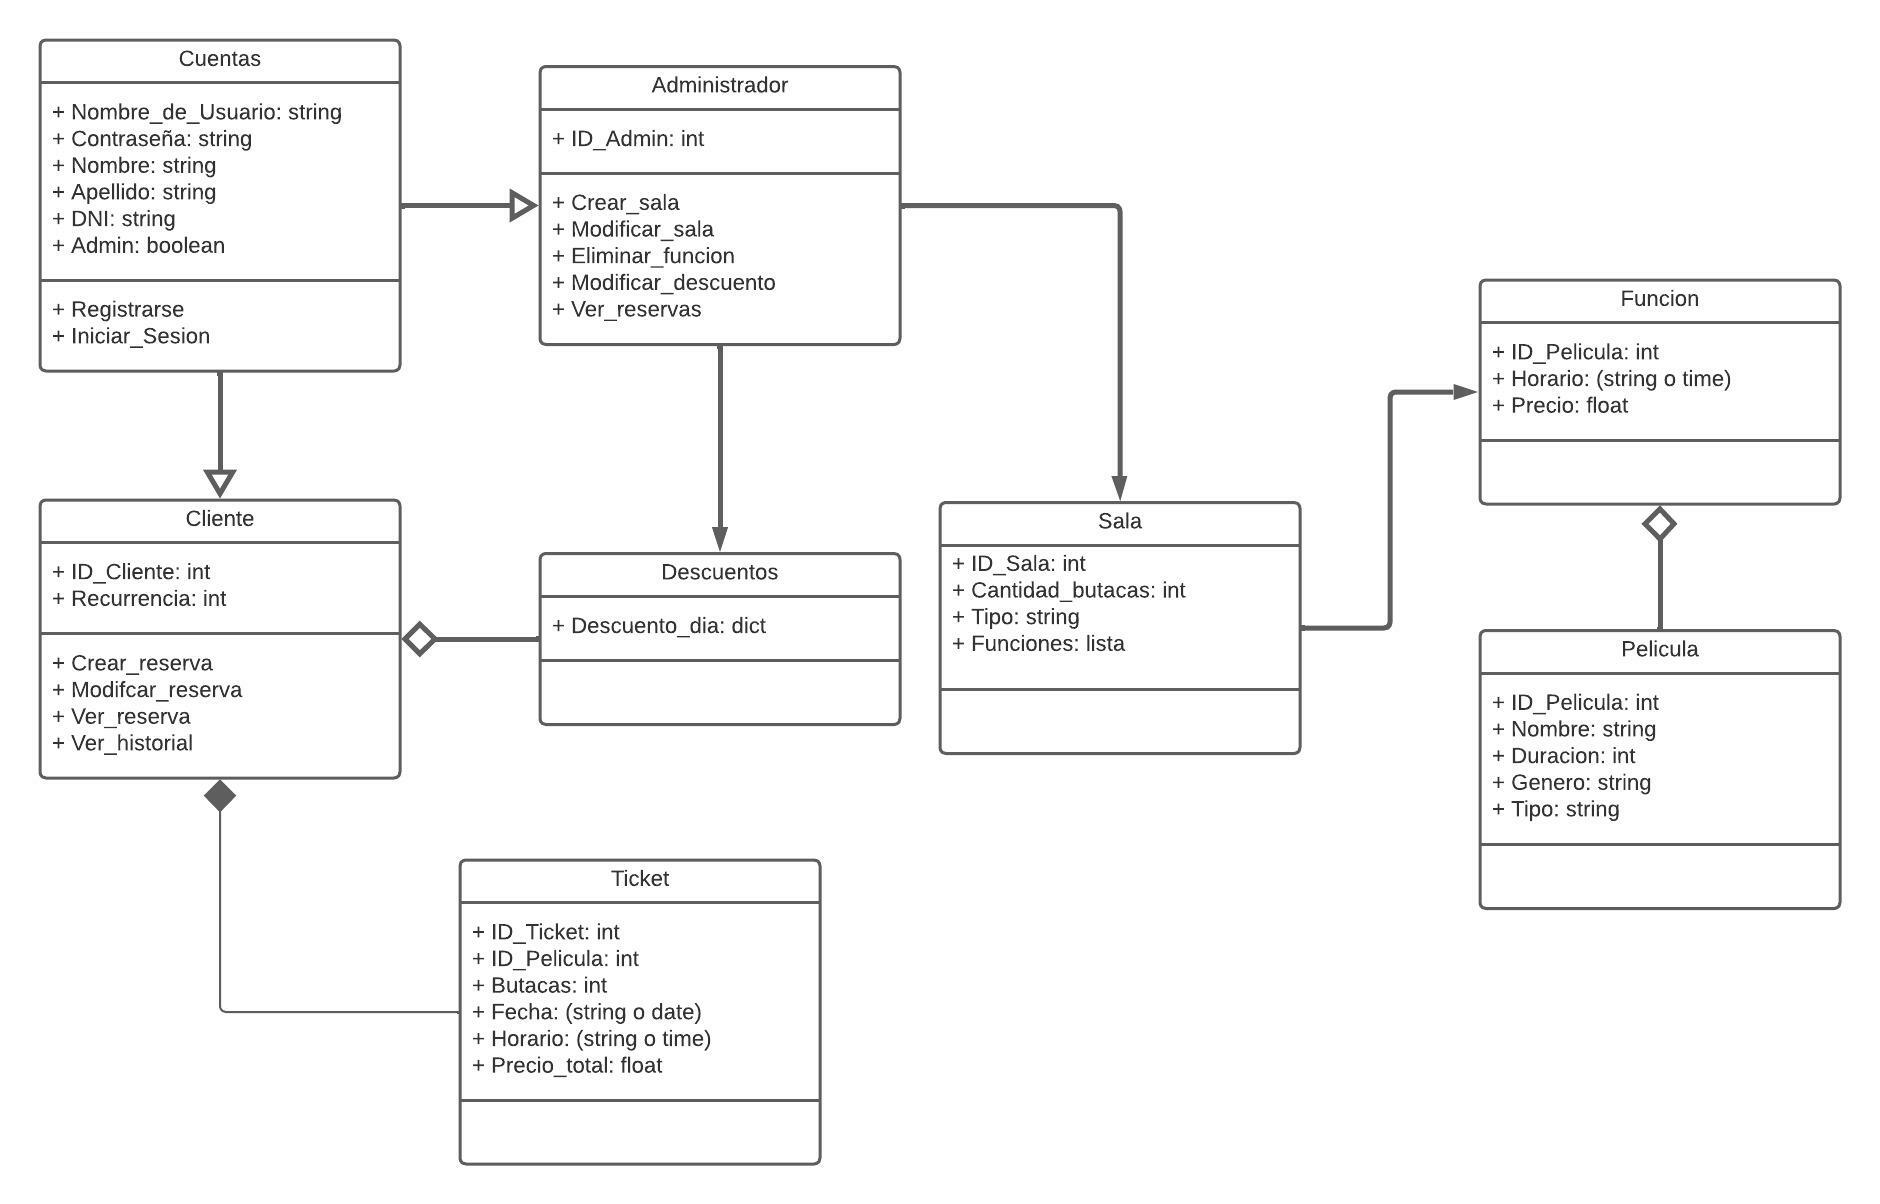 Cuentas
+ Nombre_de_Usuario: string
+ Contraseña: string
+ Nombre: string
+ Apellido: string
+ DNI: string
+ Admin: boolean
+ Registrarse
+ Iniciar_Sesion
Administrador
+ ID_Admin: int
+ Crear_sala
+ Modificar_sala
+ Eliminar_funcion
+ Modificar_descuento
+ Ver_reservas
Funcion
+ ID_Pelicula: int
+ Horario: (string o time)
+ Precio: float
Cliente
+ ID_Cliente: int
+ Recurrencia: int
+ Crear_reserva
+ Modifcar_reserva
+ Ver_reserva
+ Ver_historial
Descuentos
+ Descuento_dia: dict
Sala
+ ID_Sala: int
+ Cantidad_butacas: int
+ Tipo: string
+ Funciones: lista
Pelicula
+ ID_Pelicula: int
+ Nombre: string
+ Duracion: int
+ Genero: string
+ Tipo: string
Ticket
+ ID_Ticket: int
+ ID_Pelicula: int
+ Butacas: int
+ Fecha: (string o date)
+ Horario: (string o time)
+ Precio_total: float